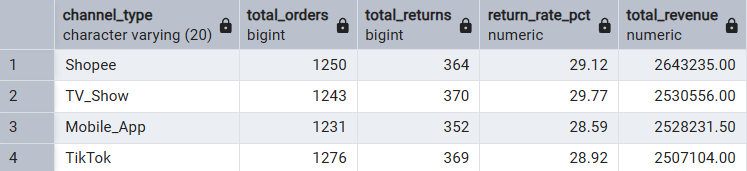 channel_type total_orders total_returns return_rate_pct total_revenue
character varying (20) bigint bigint numeric numeric
1 Shopee 1250 364 29.12 2643235.00
2 TV_Show 1243 370 29.77 2530556.00
3 Mobile_App 1231 352 28.59 2528231.50
4 TikTok 1276 369 28.92 2507104.00